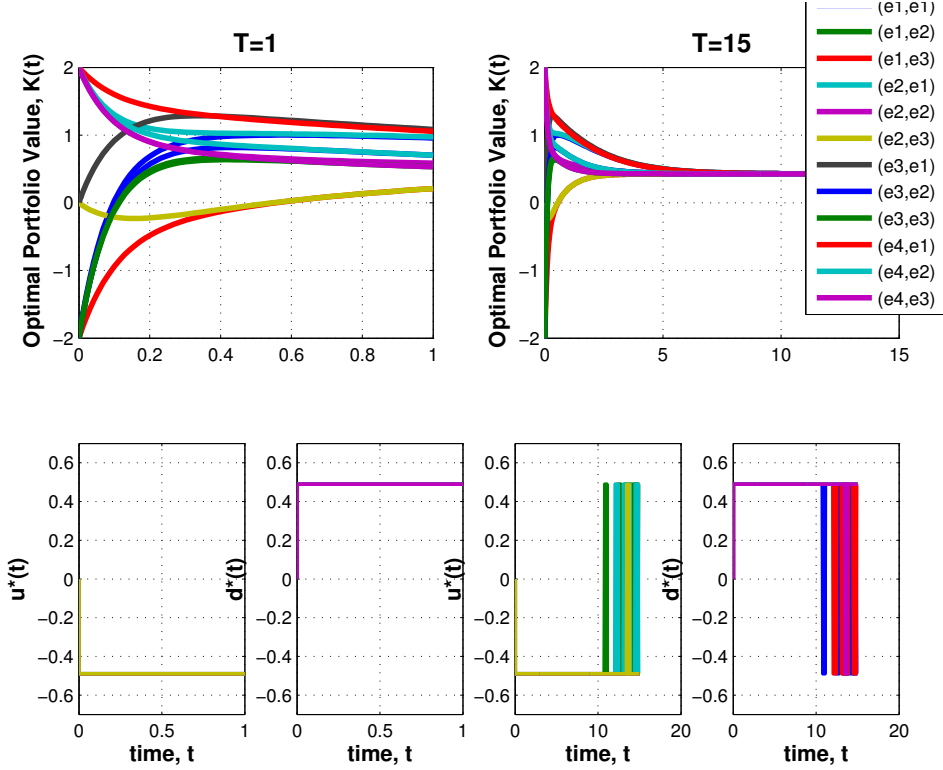 T=1
T=15
Optimal Portfolio Value, K(t)
2
1
0
−1
−2
0
0.2
0.4
0.6
0.8
1
Optimal Portfolio Value, K(t)
2
1
0
−1
−2
0
5
10
15
(e1,e1)
(e1,e2)
(e1,e3)
(e2,e1)
(e2,e2)
(e2,e3)
(e3,e1)
(e3,e2)
(e3,e3)
(e4,e1)
(e4,e2)
(e4,e3)
u*(t)
0.6
0.4
0.2
0
−0.2
−0.4
−0.6
0
0.5
1
time, t
d*(t)
0.6
0.4
0.2
0
−0.2
−0.4
−0.6
0
0.5
1
time, t
u*(t)
0.6
0.4
0.2
0
−0.2
−0.4
−0.6
0
10
20
time, t
d*(t)
0.6
0.4
0.2
0
−0.2
−0.4
−0.6
0
10
20
time, t